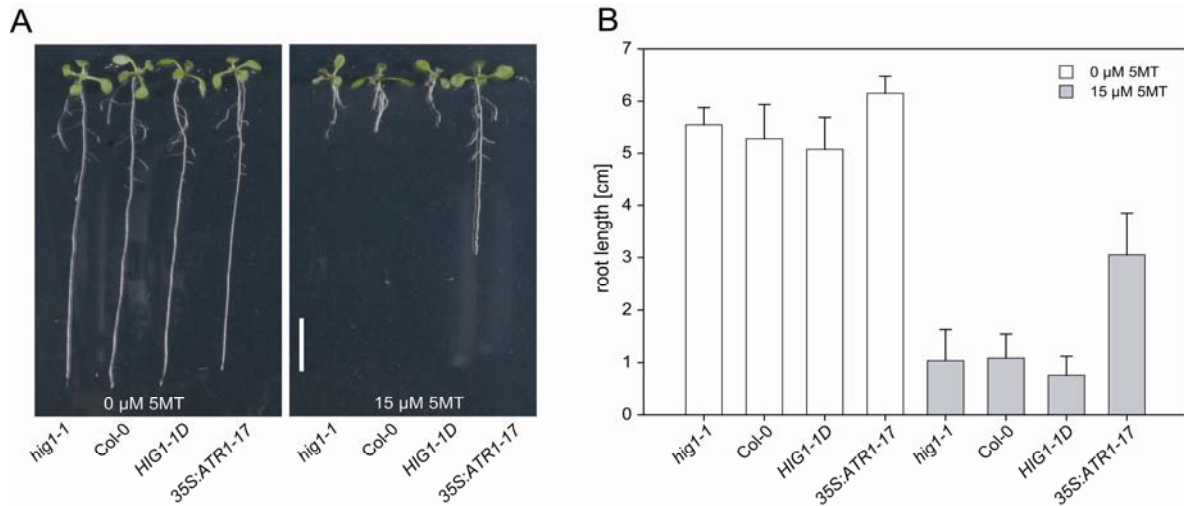 A
0 µM 5MT
15 µM 5MT
hig1-1
Col-0
HIG1-1D
35S:ATR1-17
hig1-1
Col-0
HIG1-1D
35S:ATR1-17
B
root length [cm]
7
6
5
4
3
2
1
0
0 µM 5MT
15 µM 5MT
hig1-1
Col-0
HIG1-1D
35S:ATR1-17
hig1-1
Col-0
HIG1-1D
35S:ATR1-17